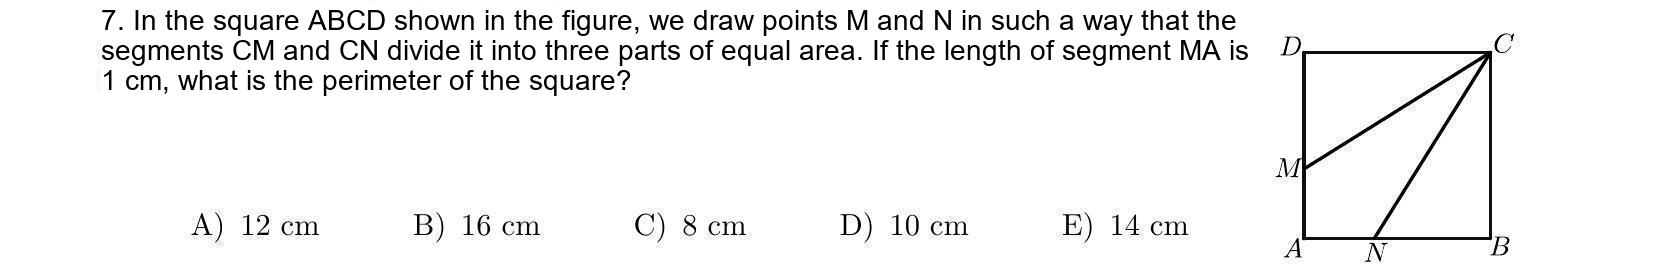 7. In the square ABCD shown in the figure, we draw points M and N in such a way that the
segments CM and CN divide it into three parts of equal area. If the length of segment MA is
1 cm, what is the perimeter of the square?
D
C
M
A) 12 cm B) 16 cm C) 8 cm D) 10 cm E) 14 cm
A
N
B